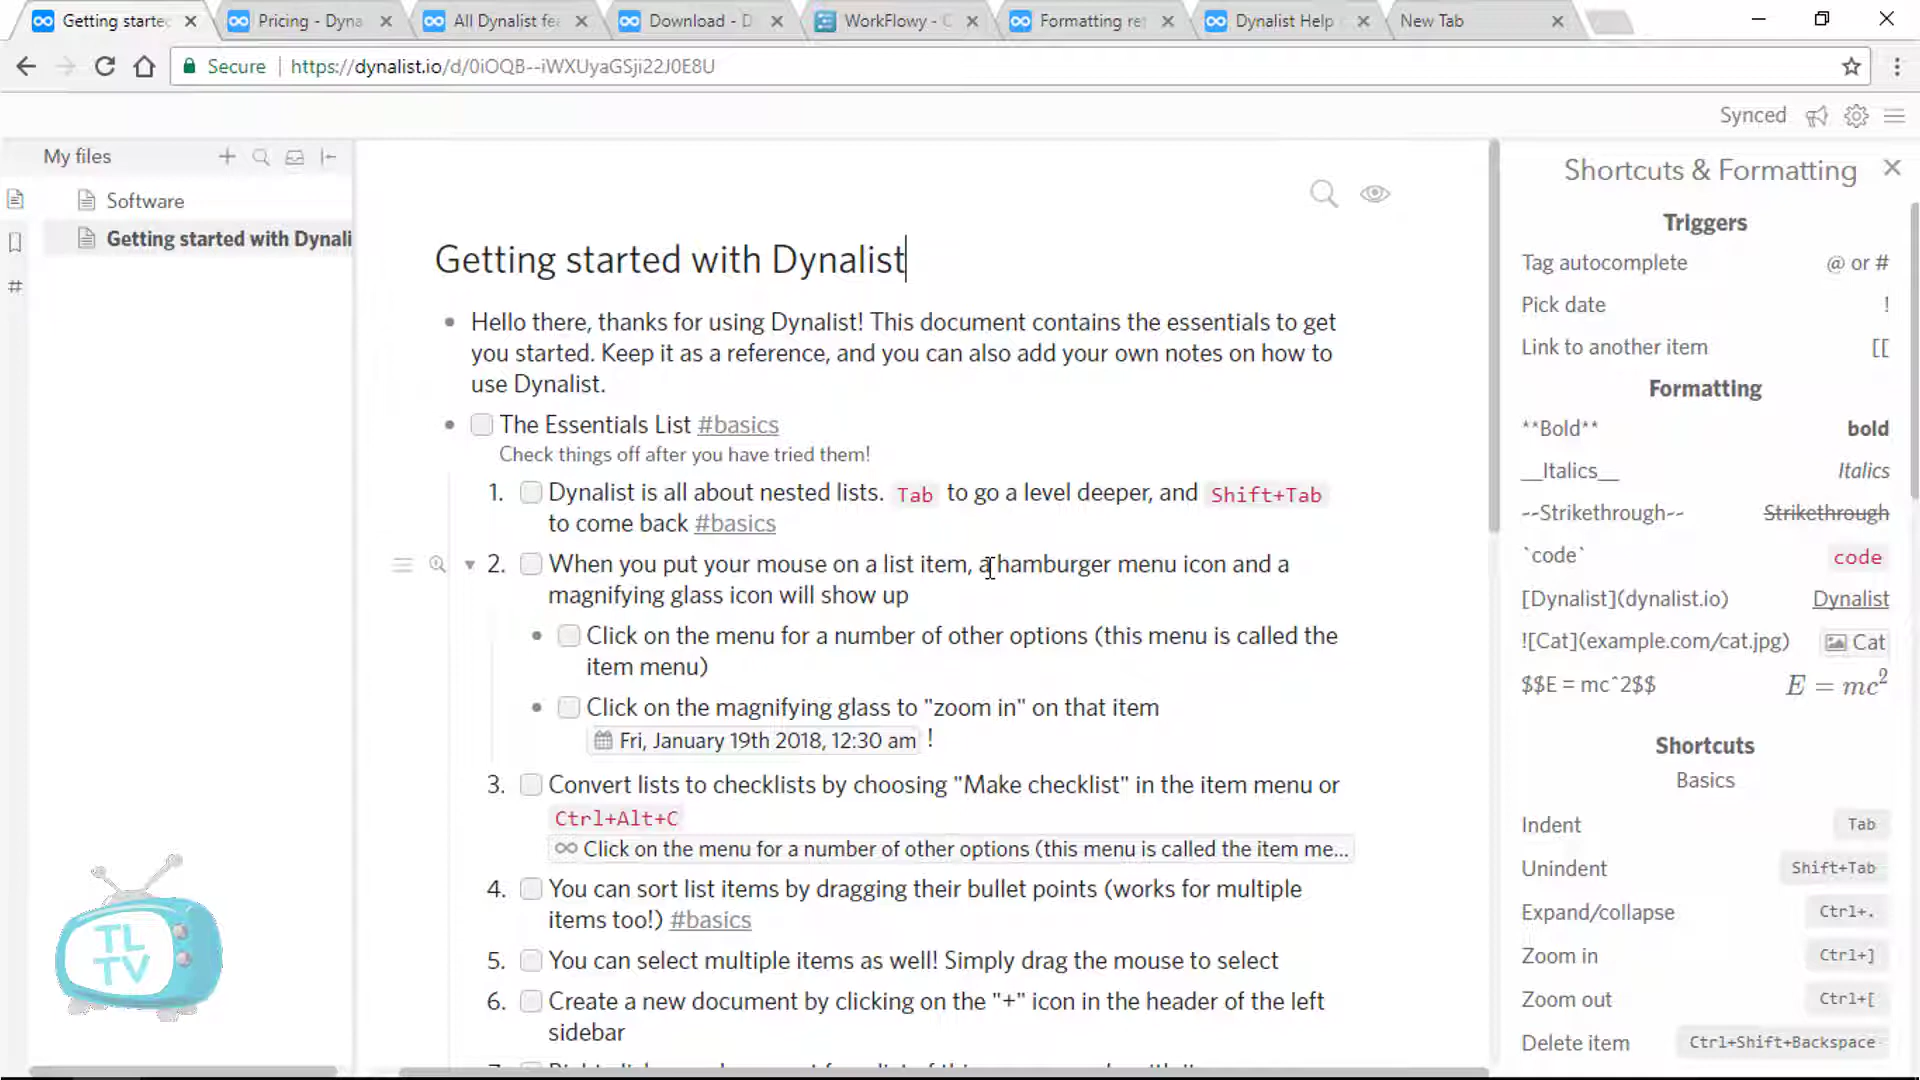 Getting starte
Pricing - Dyna
All Dynalist fe
Download - D
WorkFlowy - C
Formatting re
Dynalist Help
New Tab
Secure
https://dynalist.io/d/0iOQB--iWXUyaGSji22J0E8U
Synced
My files
Software
Getting started with Dynali
#
Getting started with Dynalist
Hello there, thanks for using Dynalist! This document contains the essentials to get
you started. Keep it as a reference, and you can also add your own notes on how to
use Dynalist.
The Essentials List #basics
Check things off after you have tried them!
1. Dynalist is all about nested lists. Tab to go a level deeper, and Shift+Tab
to come back #basics
2. When you put your mouse on a list item, a hamburger menu icon and a
magnifying glass icon will show up
Click on the menu for a number of other options (this menu is called the
item menu)
Click on the magnifying glass to "zoom in" on that item
Fri, January 19th 2018, 12:30 am !
3. Convert lists to checklists by choosing "Make checklist" in the item menu or
Ctrl+Alt+C
Click on the menu for a number of other options (this menu is called the item me...
4. You can sort list items by dragging their bullet points (works for multiple
items too!) #basics
5. You can select multiple items as well! Simply drag the mouse to select
6. Create a new document by clicking on the "+" icon in the header of the left
sidebar
Shortcuts & Formatting
Triggers
Tag autocomplete @ or #
Pick date !
Link to another item [[
Formatting
**Bold** bold
__Italics__ Italics
--Strikethrough-- Strikethrough
`code` code
[Dynalist](dynalist.io) Dynalist
![Cat](example.com/cat.jpg) Cat
$$E = mc^2$$ E = mc²
Shortcuts
Basics
Indent Tab
Unindent Shift+Tab
Expand/collapse Ctrl+.
Zoom in Ctrl+]
Zoom out Ctrl+[
Delete item Ctrl+Shift+Backspace
TL
TV